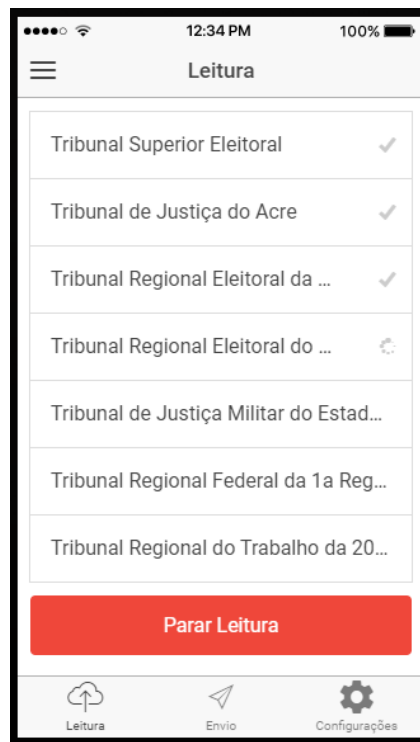 12:34 PM
100%
Leitura
Tribunal Superior Eleitoral
Tribunal de Justiça do Acre
Tribunal Regional Eleitoral da ...
Tribunal Regional Eleitoral do ...
Tribunal de Justiça Militar do Estad...
Tribunal Regional Federal da 1a Reg...
Tribunal Regional do Trabalho da 20...
Parar Leitura
Leitura
Envio
Configurações